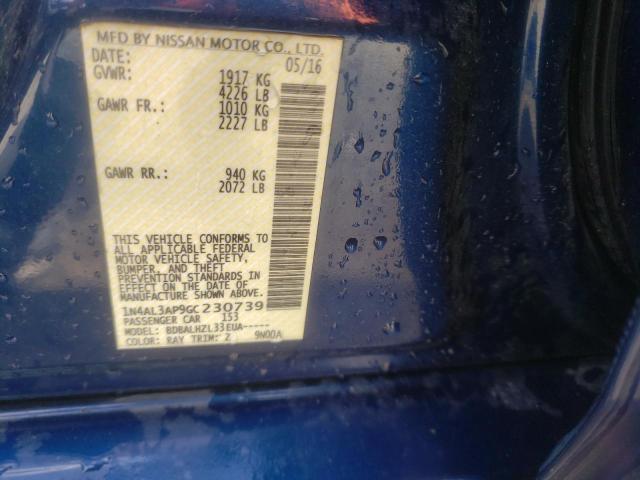 MFD BY NISSAN MOTOR CO., LTD.
DATE: 05/16
GVWR: 1917 KG
4226 LB
GAWR FR.: 1010 KG
2227 LB
GAWR RR.: 940 KG
2072 LB
THIS VEHICLE CONFORMS TO
ALL APPLICABLE FEDERAL
MOTOR VEHICLE SAFETY,
BUMPER, AND THEFT
PREVENTION STANDARDS IN
EFFECT ON THE DATE OF
MANUFACTURE SHOWN ABOVE.
1N4AL3AP9GC230739
PASSENGER CAR 153
MODEL: BDBALHZL33EUA-----
COLOR: RAY TRIM: Z 9N00A